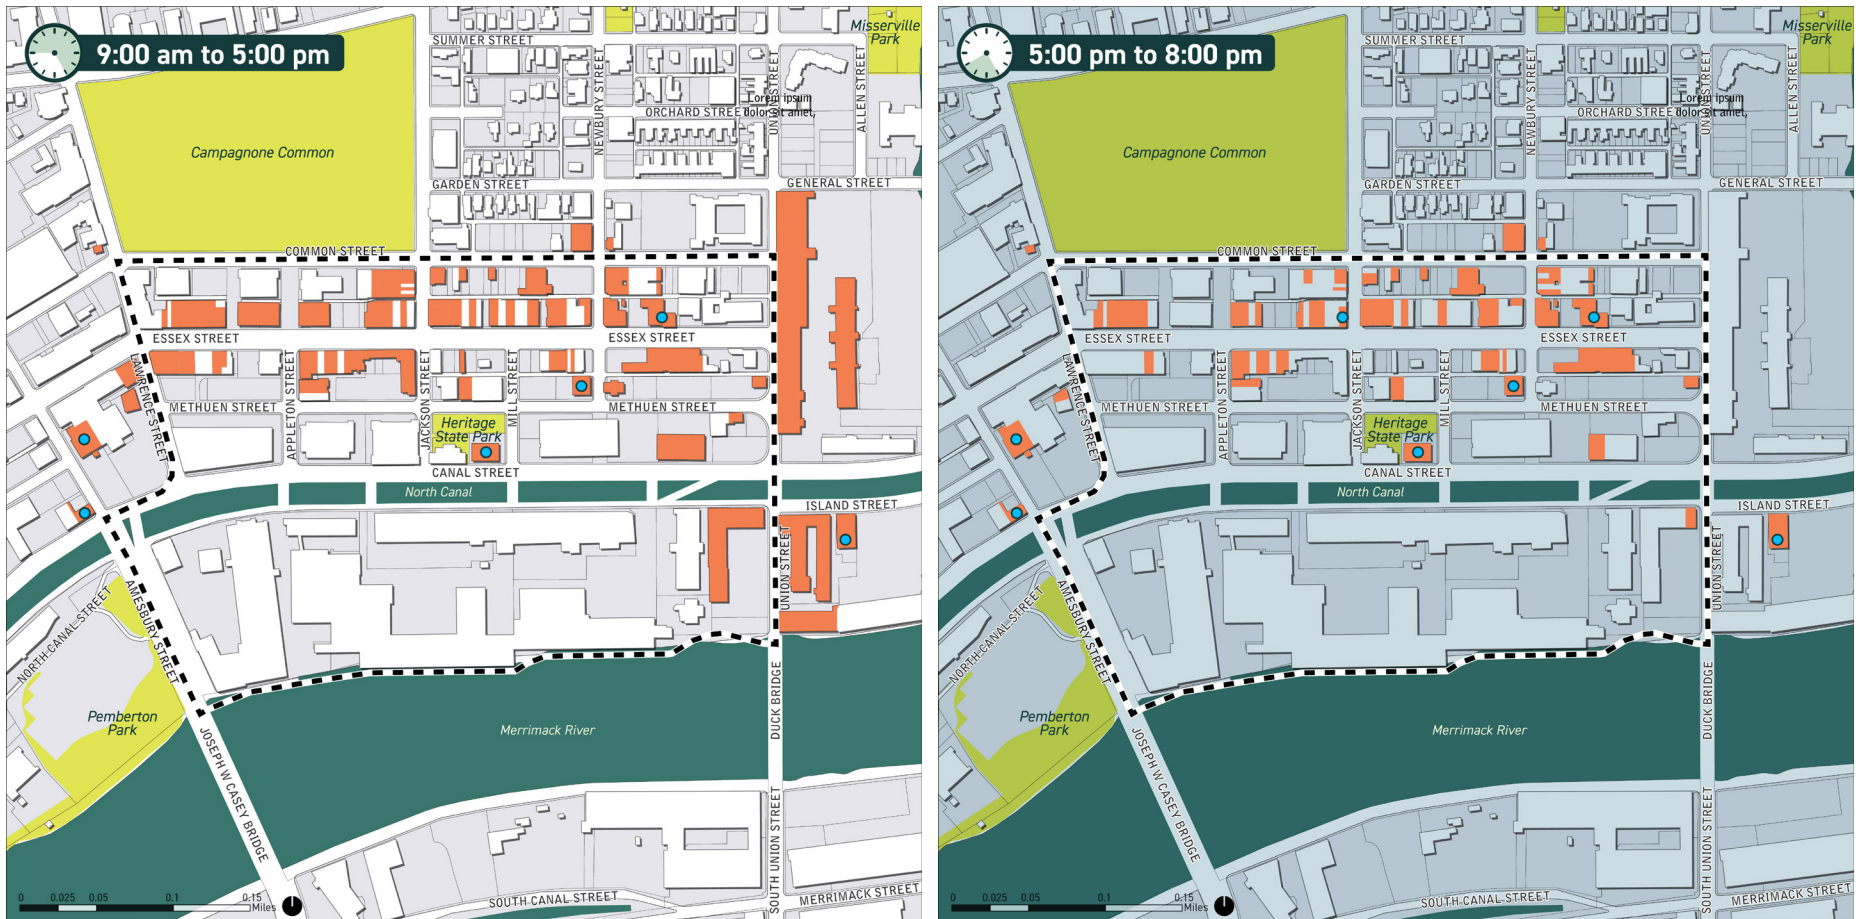 9:00 am to 5:00 pm
SUMMER STREET
Misserville
Park
NEWBURY STREET
UNION STREET
ALLEN STREET
Lorem ipsum
dolor sit amet,
ORCHARD STREET
Campagnone Common
GARDEN STREET
GENERAL STREET
COMMON STREET
ESSEX STREET
ESSEX STREET
LAWRENCE STREET
APPLETON STREET
JACKSON STREET
MILL STREET
METHUEN STREET
METHUEN STREET
Heritage
State Park
CANAL STREET
North Canal
ISLAND STREET
UNION STREET
NORTH CANAL STREET
AMESBURY STREET
Pemberton
Park
Merrimack River
DUCK BRIDGE
JOSEPH W CASEY BRIDGE
SOUTH UNION STREET
SOUTH CANAL STREET
MERRIMACK STREET
0 0.025 0.05 0.1 0.15
Miles
5:00 pm to 8:00 pm
SUMMER STREET
Misserville
Park
NEWBURY STREET
UNION STREET
ALLEN STREET
Lorem ipsum
dolor sit amet,
ORCHARD STREET
Campagnone Common
GARDEN STREET
GENERAL STREET
COMMON STREET
ESSEX STREET
ESSEX STREET
LAWRENCE STREET
APPLETON STREET
JACKSON STREET
MILL STREET
METHUEN STREET
METHUEN STREET
Heritage
State Park
CANAL STREET
North Canal
ISLAND STREET
UNION STREET
NORTH CANAL STREET
AMESBURY STREET
Pemberton
Park
Merrimack River
DUCK BRIDGE
JOSEPH W CASEY BRIDGE
SOUTH UNION STREET
SOUTH CANAL STREET
MERRIMACK STREET
0 0.025 0.05 0.1 0.15
Miles